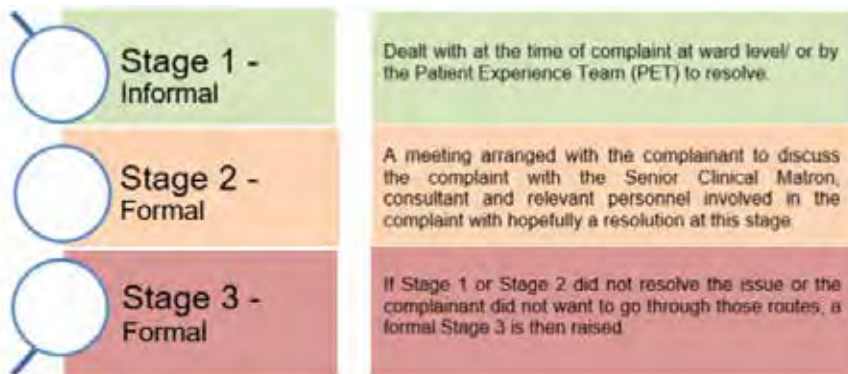 Stage 1 -
Informal
Dealt with at the time of complaint at ward level/ or by
the Patient Experience Team (PET) to resolve.
Stage 2 -
Formal
A meeting arranged with the complainant to discuss
the complaint with the Senior Clinical Matron,
consultant and relevant personnel involved in the
complaint with hopefully a resolution at this stage
Stage 3 -
Formal
If Stage 1 or Stage 2 did not resolve the issue or the
complainant did not want to go through those routes, a
formal Stage 3 is then raised